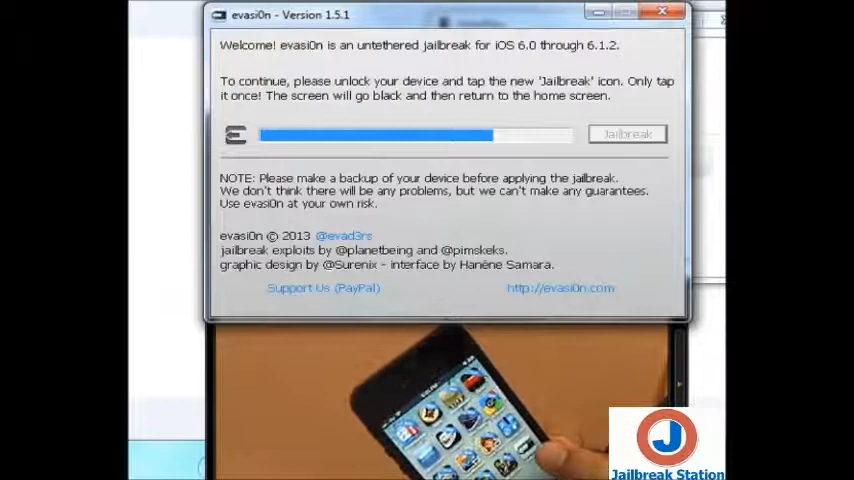 evasi0n - Version 1.5.1
Welcome! evasi0n is an untethered jailbreak for iOS 6.0 through 6.1.2.
To continue, please unlock your device and tap the new 'Jailbreak' icon. Only tap
it once! The screen will go black and then return to the home screen.
Jailbreak
NOTE: Please make a backup of your device before applying the jailbreak.
We don't think there will be any problems, but we can't make any guarantees.
Use evasi0n at your own risk.
evasi0n © 2013 @evad3rs
jailbreak exploits by @planetbeing and @pimskeks.
graphic design by @Surenix - interface by Hanéne Samara.
Support Us (PayPal) http://evasi0n.com
Jailbreak Station